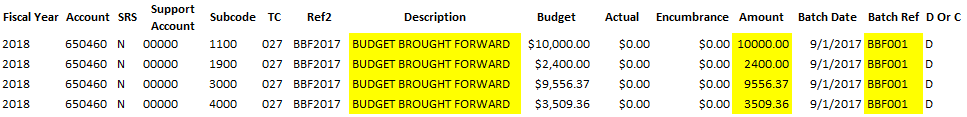 Fiscal Year Account SRS Support Account Subcode TC Ref2 Description Budget Actual Encumbrance Amount Batch Date Batch Ref D Or C
2018 650460 N 00000 1100 027 BBF2017 BUDGET BROUGHT FORWARD $10,000.00 $0.00 $0.00 10000.00 9/1/2017 BBF001 D
2018 650460 N 00000 1900 027 BBF2017 BUDGET BROUGHT FORWARD $2,400.00 $0.00 $0.00 2400.00 9/1/2017 BBF001 D
2018 650460 N 00000 3000 027 BBF2017 BUDGET BROUGHT FORWARD $9,556.37 $0.00 $0.00 9556.37 9/1/2017 BBF001 D
2018 650460 N 00000 4000 027 BBF2017 BUDGET BROUGHT FORWARD $3,509.36 $0.00 $0.00 3509.36 9/1/2017 BBF001 D